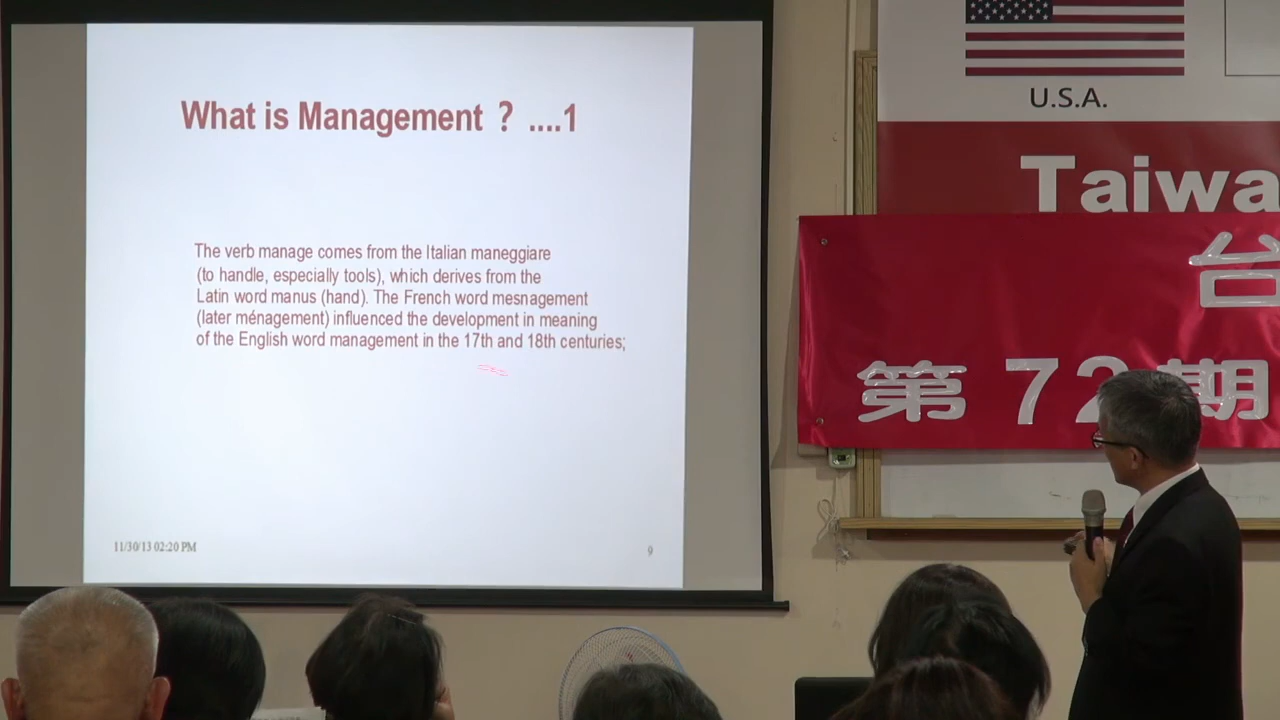 What is Management ? ....1
The verb manage comes from the Italian maneggiare
(to handle, especially tools), which derives from the
Latin word manus (hand). The French word mesnagement
(later ménagement) influenced the development in meaning
of the English word management in the 17th and 18th centuries;
11/30/13 02:20 PM
9
U.S.A.
Taiwa
台
第 72 期